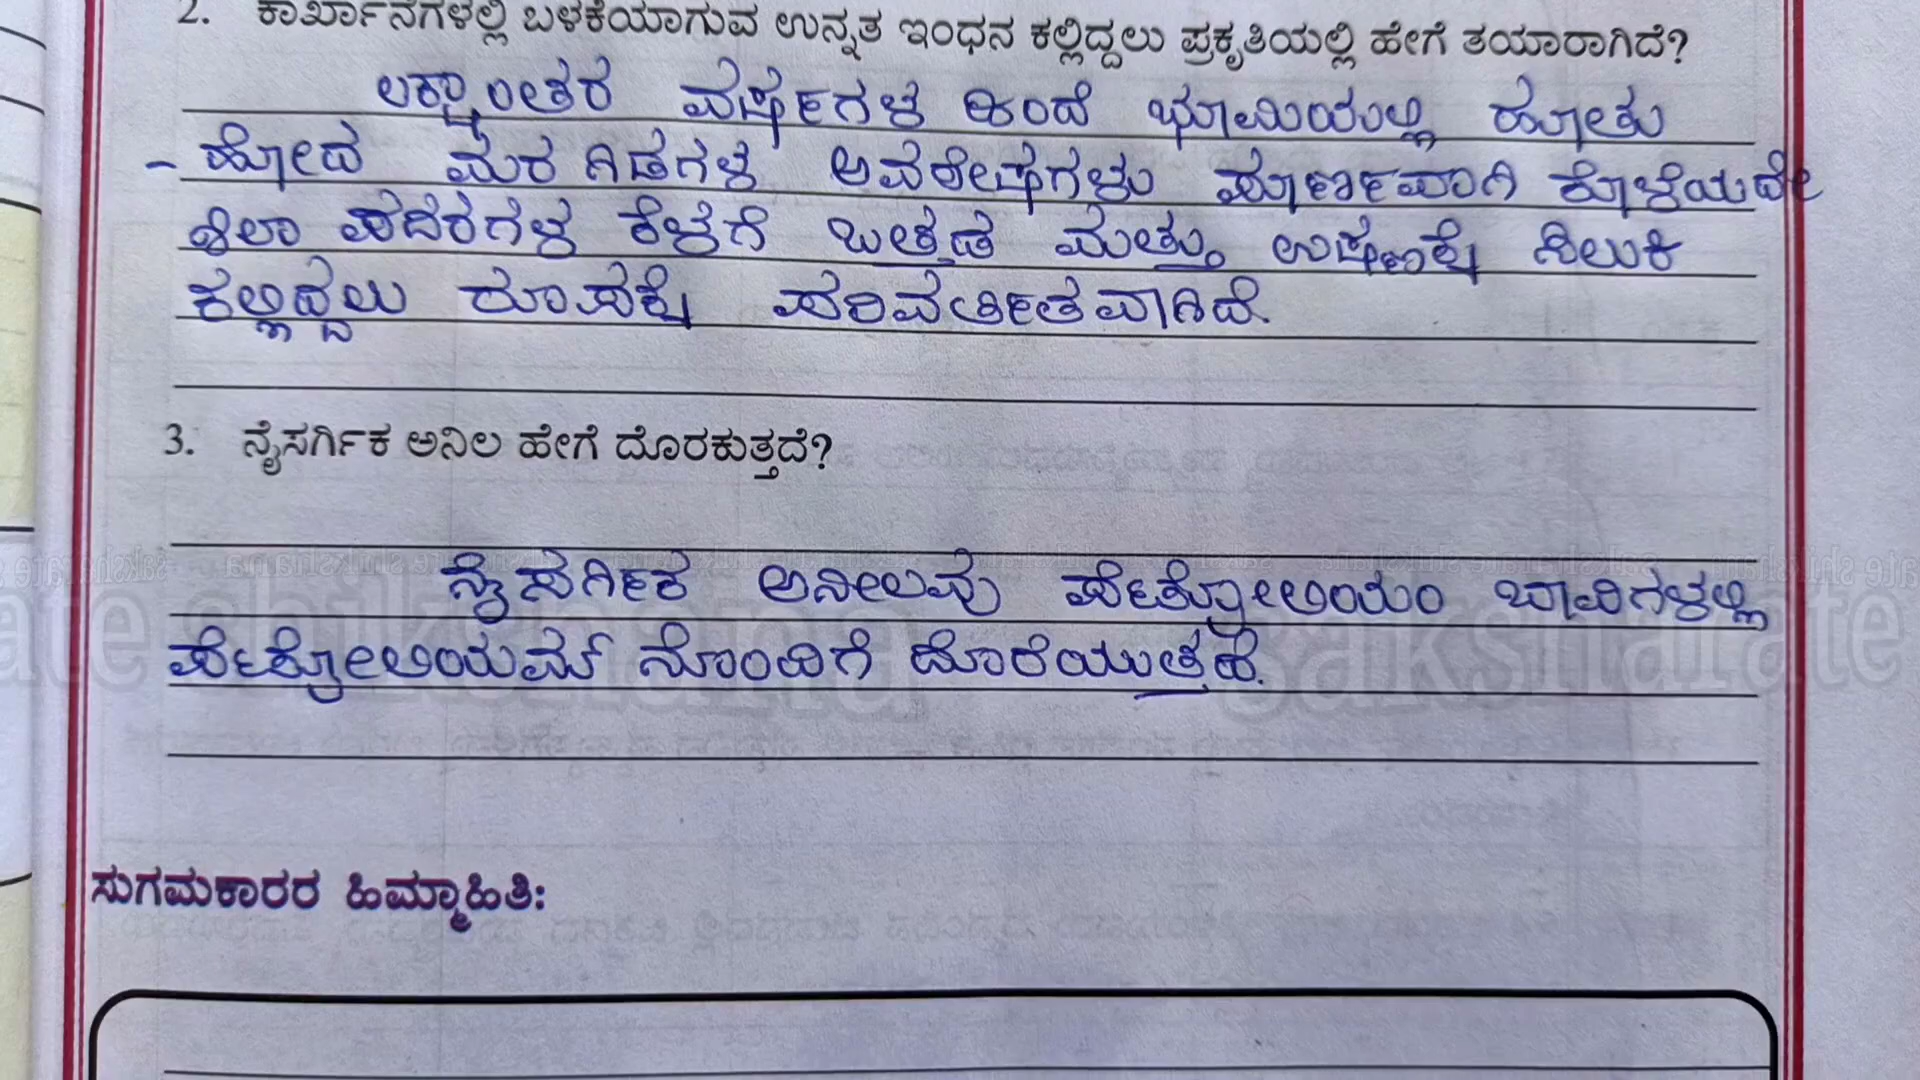 2. ಕಾರ್ಖಾನೆಗಳಲ್ಲಿ ಬಳಕೆಯಾಗುವ ಉನ್ನತ ಇಂಧನ ಕಲ್ಲಿದ್ದಲು ಪ್ರಕೃತಿಯಲ್ಲಿ ಹೇಗೆ ತಯಾರಾಗಿದೆ?
ಲಕ್ಷಾಂತರ ವರ್ಷಗಳ ಹಿಂದೆ ಭೂಮಿಯಲ್ಲಿ ಹೂತು
- ಹೋದ ಮರ ಗಿಡಗಳ ಅವಶೇಷಗಳು ಪೂರ್ಣವಾಗಿ ಕೊಳೆಯದೇ
ಶಿಲಾ ಪದರಗಳ ಕೆಳಗೆ ಒತ್ತಡ ಮತ್ತು ಉಷ್ಣಕ್ಕೆ ಸಿಲುಕಿ
ಕಲ್ಲಿದ್ದಲು ರೂಪಕ್ಕೆ ಪರಿವರ್ತಿತವಾಗಿದೆ.
3. ನೈಸರ್ಗಿಕ ಅನಿಲ ಹೇಗೆ ದೊರಕುತ್ತದೆ?
ನೈಸರ್ಗಿಕ ಅನೀಲವು ಪೆಟ್ರೋಲಿಯಂ ಬಾವಿಗಳಲ್ಲಿ
ಪೆಟ್ರೋಲಿಯಮ್ ನೊಂದಿಗೆ ದೊರೆಯುತ್ತದೆ.
ಸುಗಮಕಾರರ ಹಿಮ್ಮಾಹಿತಿ: